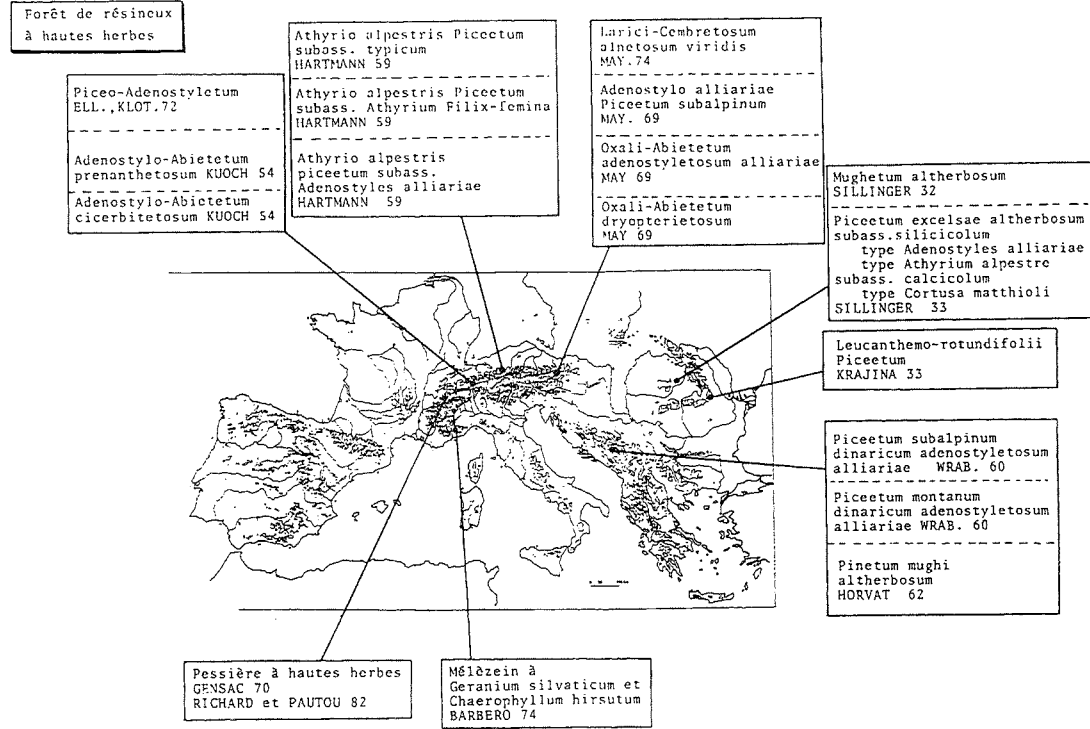 Forêt de résineux
à hautes herbes
Piceo-Adenostyletum
ELL.,KLOT.72
Adenostylo-Abietetum
prenanthetosum KUOCH 54
Adenostylo-Abietetum
cicerbitetosum KUOCH 54
Athyrio alpestris Piceetum
subass. typicum
HARTMANN 59
Athyrio alpestris Piceetum
subass. Athyrium Filix-femina
HARTMANN 59
Athyrio alpestris
piceetum subass.
Adenostyles alliariae
HARTMANN 59
Larici-Cembretosum
alnetosum viridis
MAY.74
Adenostylo alliariae
Piceetum subalpinum
MAY. 69
Oxali-Abietetum
adenostyletosum alliariae
MAY 69
Oxali-Abietetum
dryopterietosum
MAY 69
Mughetum altherbosum
SILLINGER 32
Piceetum excelsae altherbosum
subass.silicicolum
type Adenostyles alliariae
type Athyrium alpestre
subass. calcicolum
type Cortusa matthioli
SILLINGER 33
Leucanthemo-rotundifolii
Piceetum
KRAJINA 33
Piceetum subalpinum
dinaricum adenostyletosum
alliariae WRAB. 60
Piceetum montanum
dinaricum adenostyletosum
alliariae WRAB. 60
Pinetum mughi
altherbosum
HORVAT 62
Pessière à hautes herbes
GENSAC 70
RICHARD et PAUTOU 82
Mélèzein à
Geranium silvaticum et
Chaerophyllum hirsutum
BARBERO 74